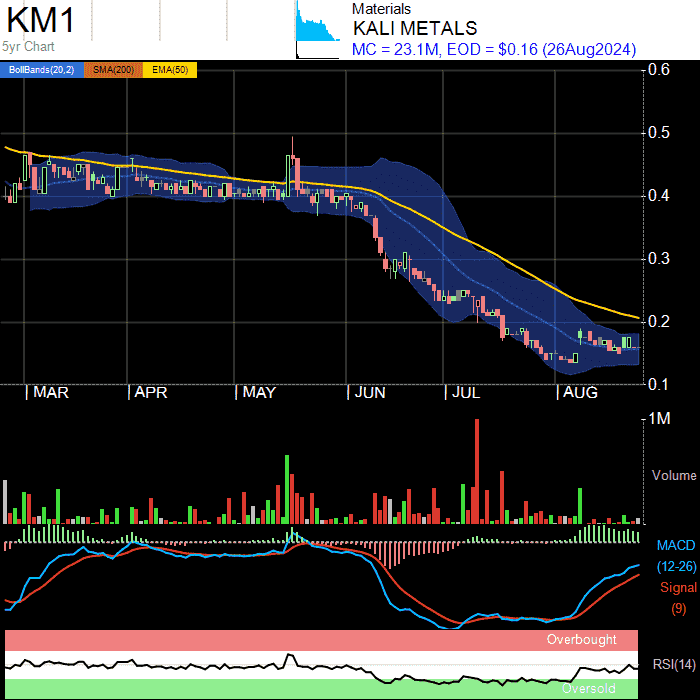 KM1
5yr Chart
Materials
KALI METALS
MC = 23.1M, EOD = $0.16 (26Aug2024)
BollBands(20,2) SMA(200) EMA(50)
0.6
0.5
0.4
0.3
0.2
0.1
MAR APR MAY JUN JUL AUG
1M
Volume
MACD
(12-26)
Signal
(9)
Overbought
RSI(14)
Oversold